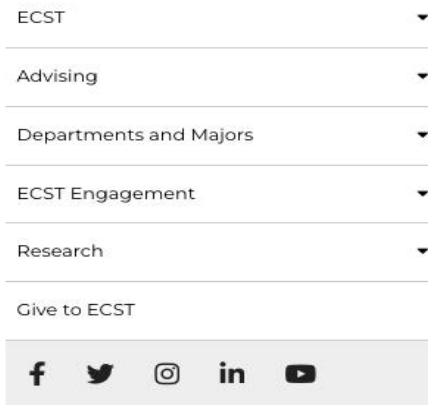 ECST
Advising
Departments and Majors
ECST Engagement
Research
Give to ECST